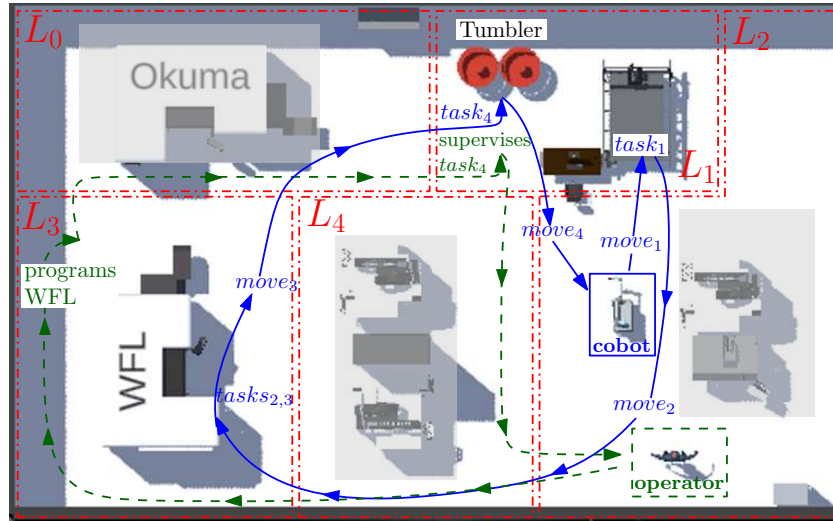 L₀
Tumbler
L₂
Okuma
task₄
supervises
task₄
task₁
L₁
L₃
L₄
move₄
move₁
programs
WFL
move₃
cobot
WFL
tasks₂,₃
move₂
operator